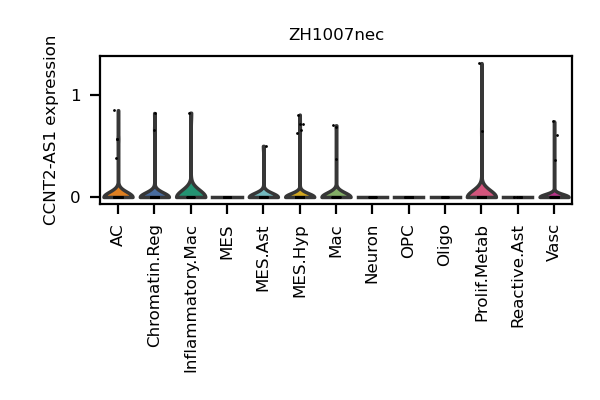 ZH1007nec
CCNT2-AS1 expression
1
0
AC
Chromatin.Reg
Inflammatory.Mac
MES
MES.Ast
MES.Hyp
Mac
Neuron
OPC
Oligo
Prolif.Metab
Reactive.Ast
Vasc